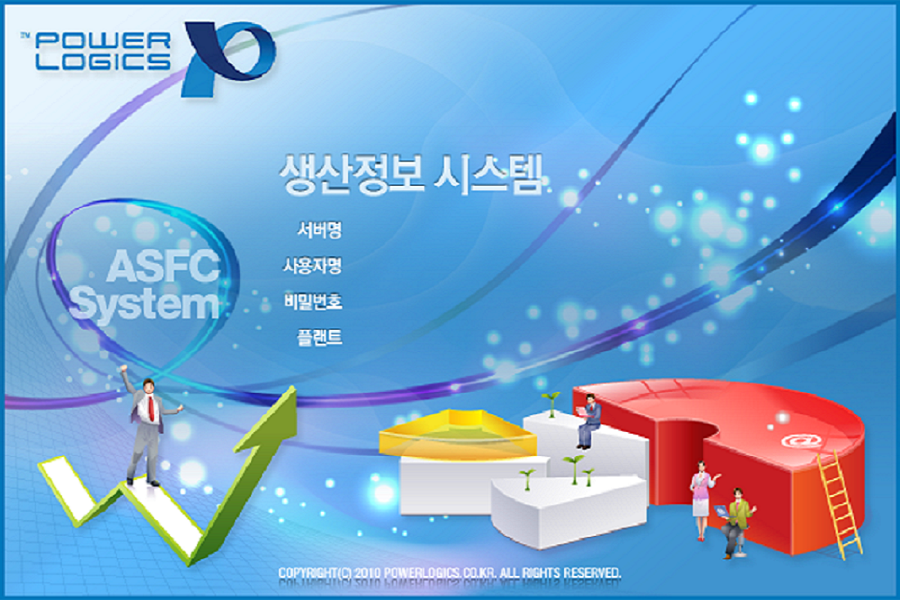 ™POWER
LOGICS
생산정보 시스템
서버명
사용자명
비밀번호
플랜트
ASFC
System
@
COPYRIGHT(C) 2010 POWERLOGICS.CO.KR. ALL RIGHTS RESERVED.